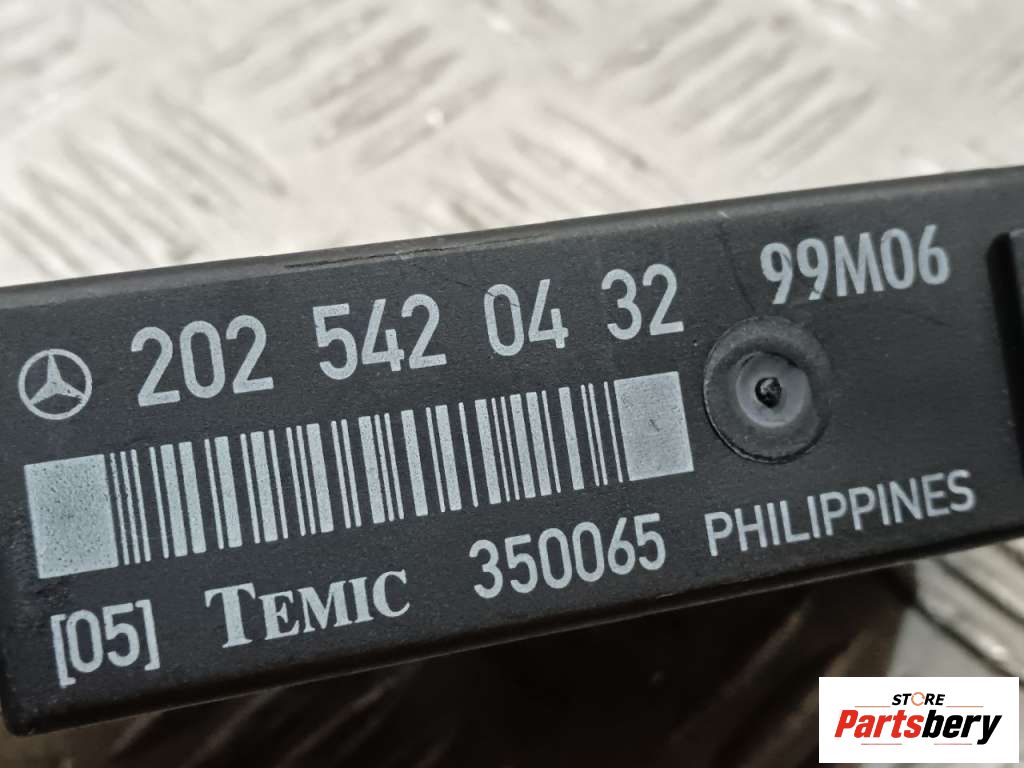 202 542 04 32 99M06
[05] TEMIC 350065 PHILIPPINES
STORE
Partsbery